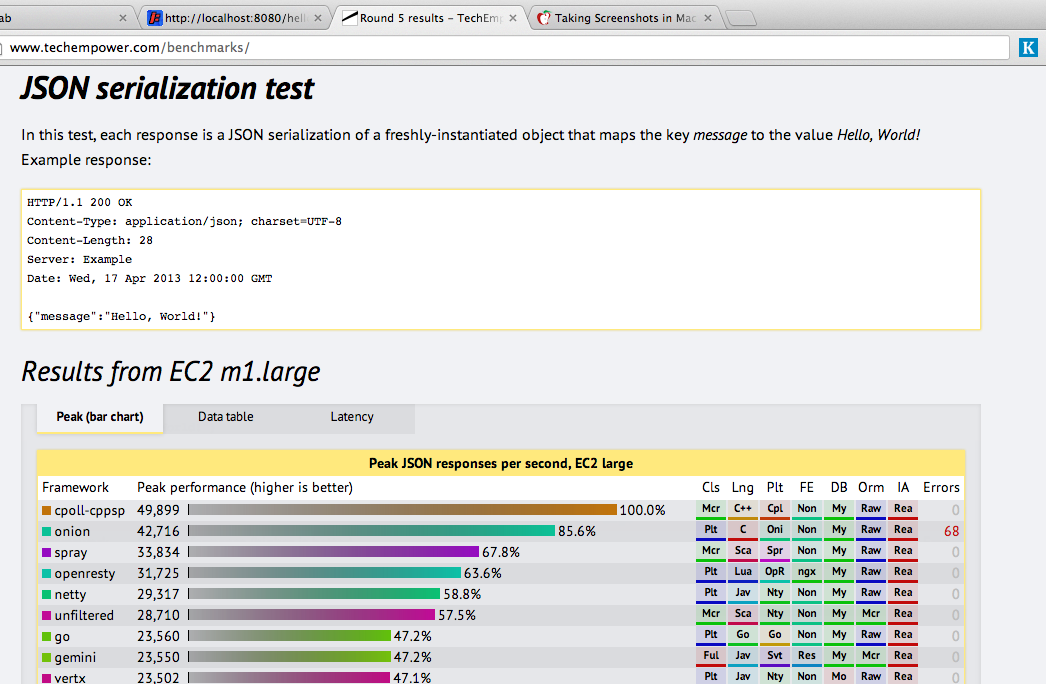 ab
http://localhost:8080/hell
Round 5 results – TechEmp
Taking Screenshots in Mac
www.techempower.com/benchmarks/
K
JSON serialization test
In this test, each response is a JSON serialization of a freshly-instantiated object that maps the key message to the value Hello, World!
Example response:
HTTP/1.1 200 OK
Content-Type: application/json; charset=UTF-8
Content-Length: 28
Server: Example
Date: Wed, 17 Apr 2013 12:00:00 GMT
{"message":"Hello, World!"}
Results from EC2 m1.large
Peak (bar chart) Data table Latency
Peak JSON responses per second, EC2 large
Framework Peak performance (higher is better) Cls Lng Plt FE DB Orm IA Errors
cpoll-cppsp 49,899 100.0% Mcr C++ Cpl Non My Raw Rea 0
onion 42,716 85.6% Plt C Oni Non My Raw Rea 68
spray 33,834 67.8% Mcr Sca Spr Non My Raw Rea 0
openresty 31,725 63.6% Plt Lua OpR ngx My Raw Rea 0
netty 29,317 58.8% Plt Jav Nty Non My Raw Rea 0
unfiltered 28,710 57.5% Mcr Sca Nty Non My Mcr Rea 0
go 23,560 47.2% Plt Go Go Non My Raw Rea 0
gemini 23,550 47.2% Ful Jav Svt Res My Mcr Rea 0
vertx 23,502 47.1% Plt Jav Nty Non Mo Raw Rea 0